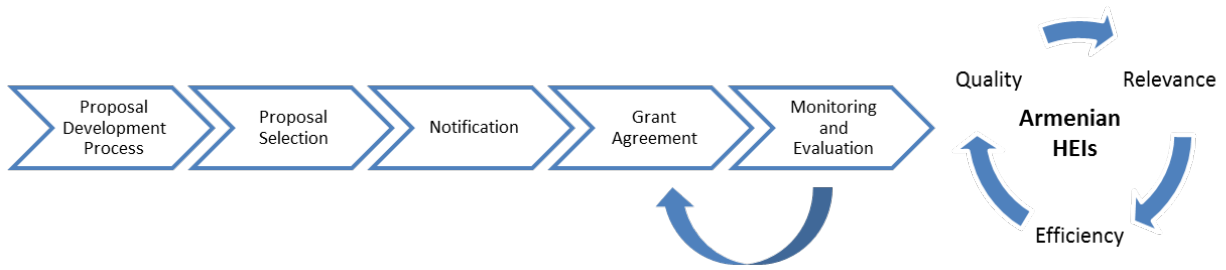 Proposal
Development
Process
Proposal
Selection
Notification
Grant
Agreement
Monitoring
and
Evaluation
Quality
Relevance
Armenian
HEIs
Efficiency